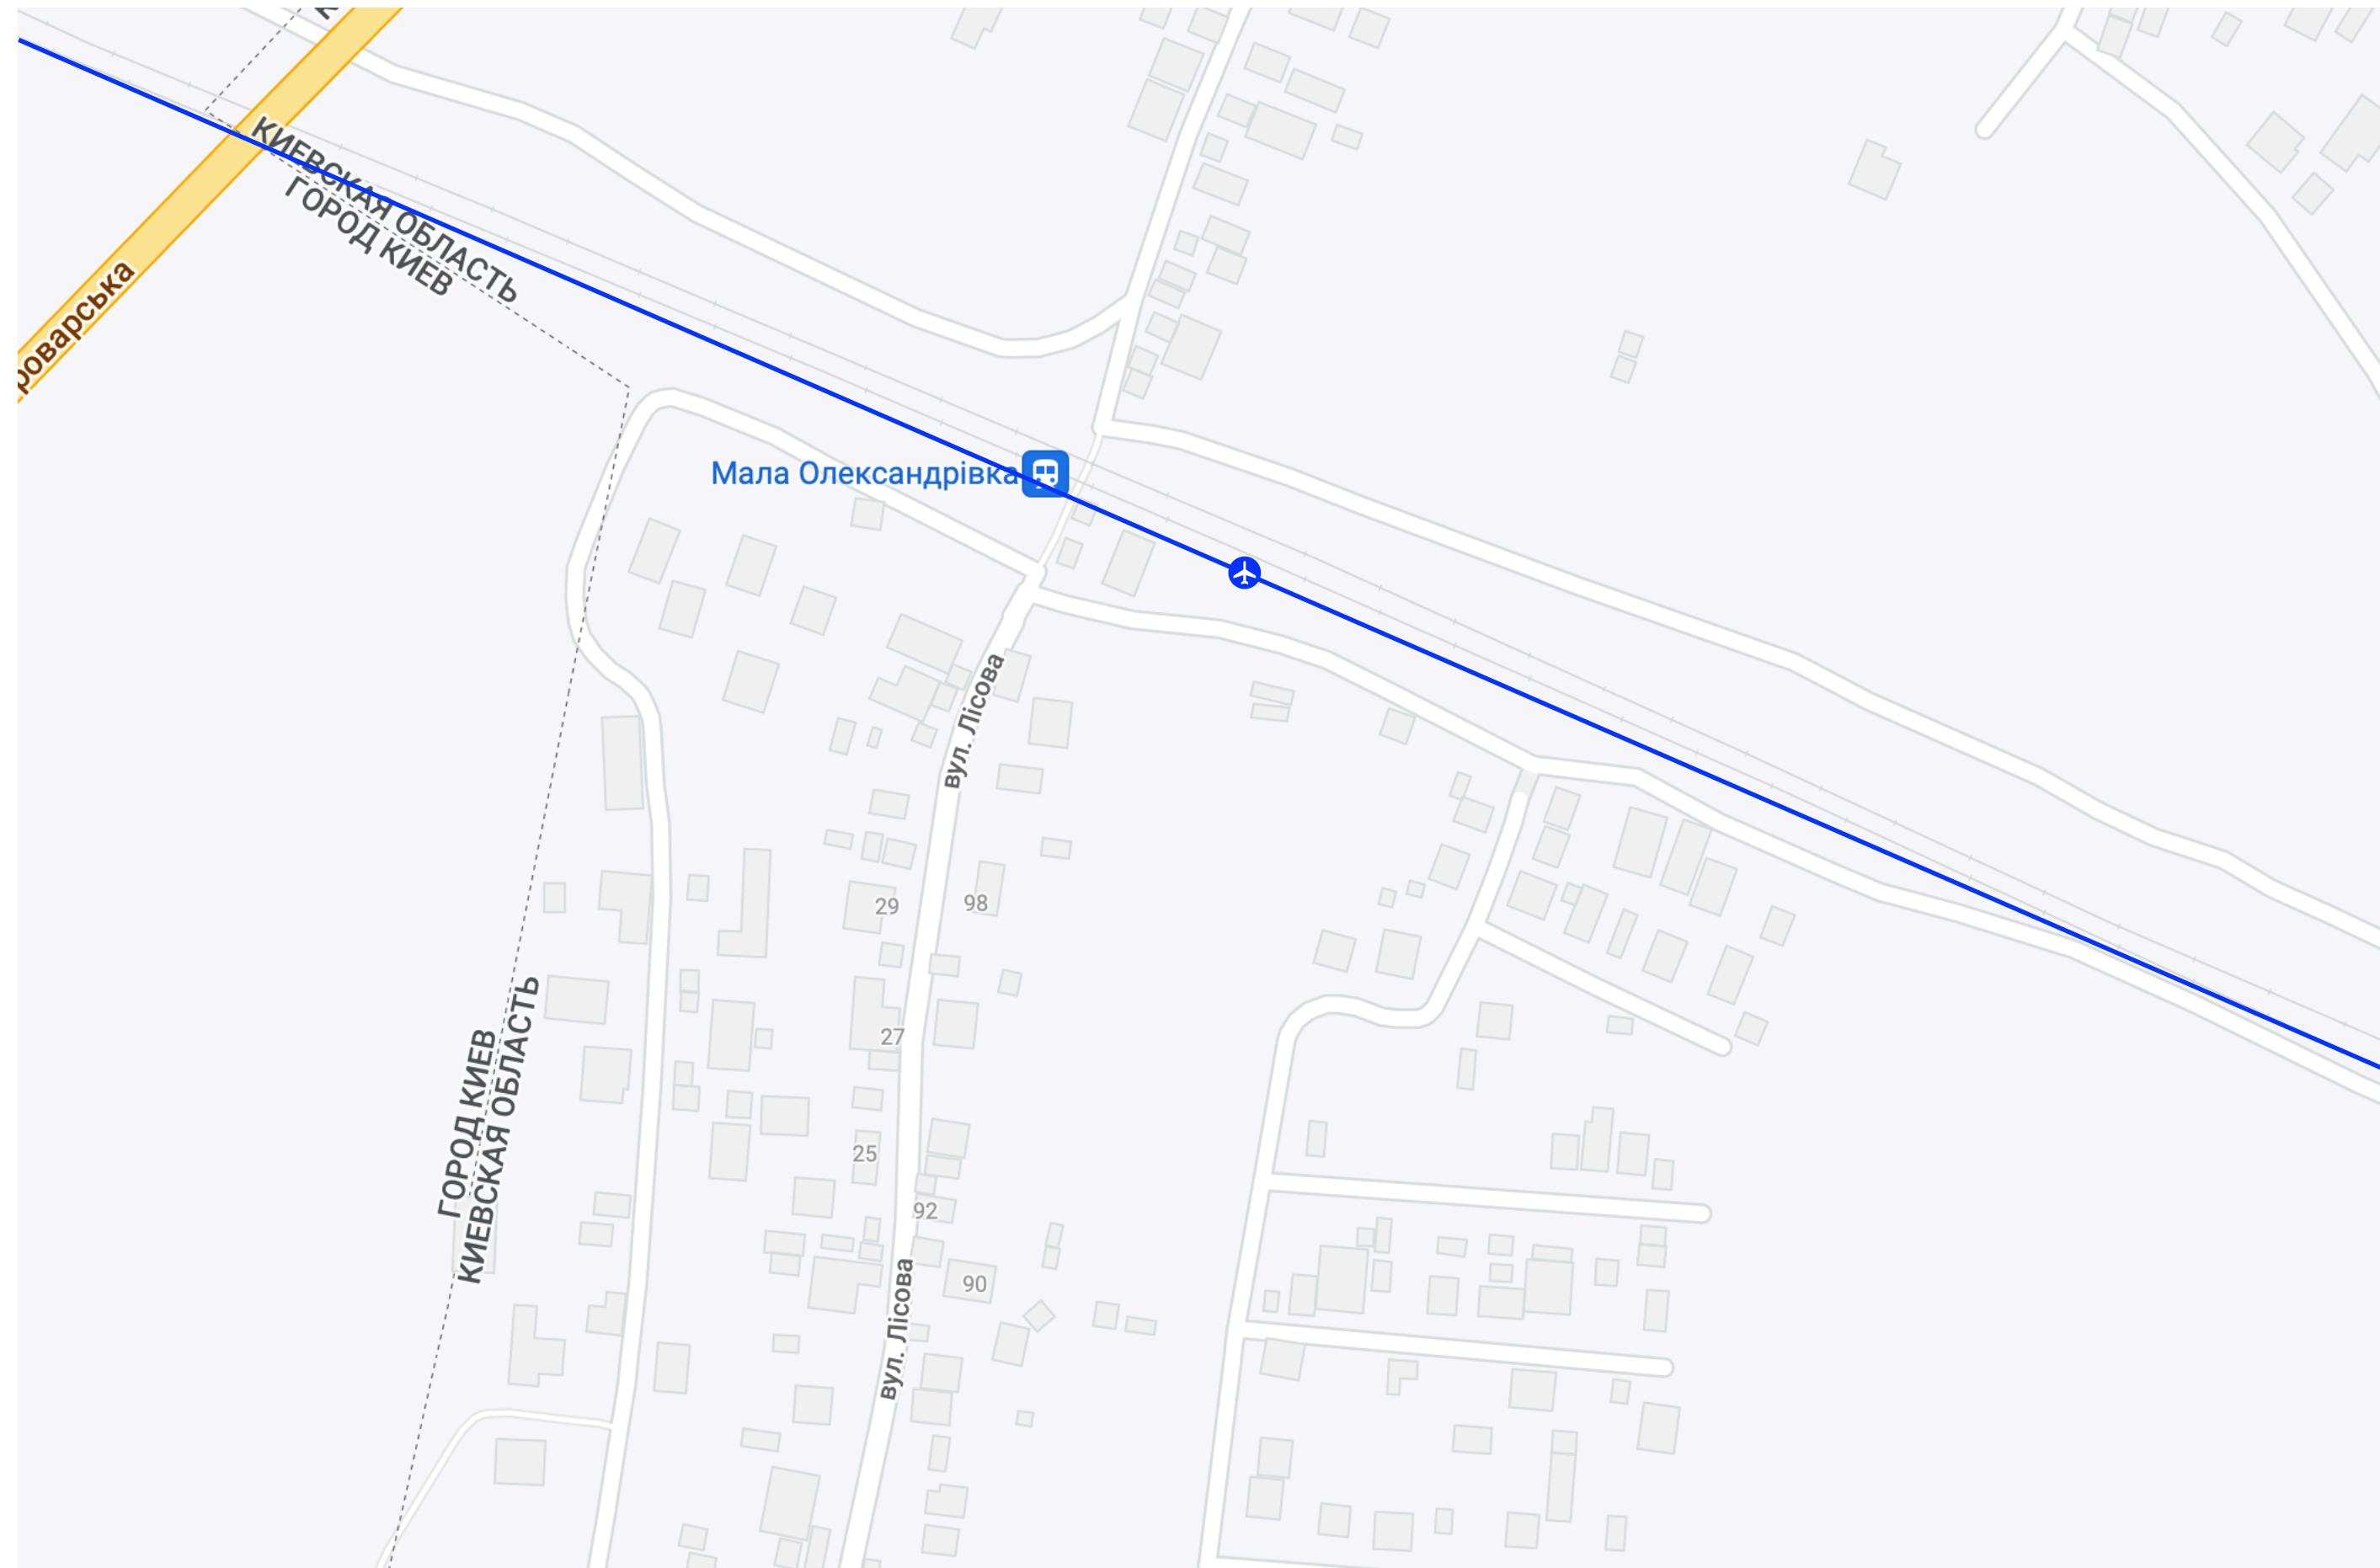 КИЕВСКАЯ ОБЛАСТЬ
ГОРОД КИЕВ
роварська
Мала Олександрівка
вул. Лісова
29
98
27
ГОРОД КИЕВ
КИЕВСКАЯ ОБЛАСТЬ
25
92
90
вул. Лісова